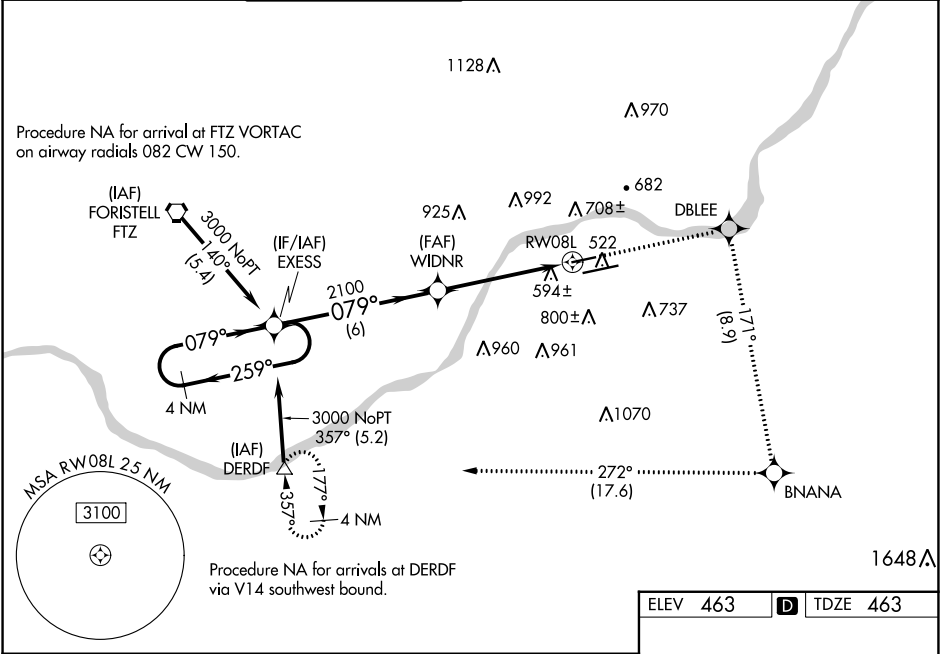 1128
970
Procedure NA for arrival at FTZ VORTAC
on airway radials 082 CW 150.
682
(IAF)
FORISTELL
FTZ
3000 NoPT
140°
(5.4)
992
925
708±
DBLEE
(IF/IAF)
EXESS
(FAF)
WIDNR
RW08L
522
2100
079°
(6)
594±
800±
737
079°
259°
4 NM
960
961
171°
(8.9)
3000 NoPT
357° (5.2)
1070
(IAF)
DERDF
177°
357°
4 NM
272°
(17.6)
BNANA
MSA RW08L 25 NM
3100
1648
Procedure NA for arrivals at DERDF
via V14 southwest bound.
ELEV 463 D TDZE 463